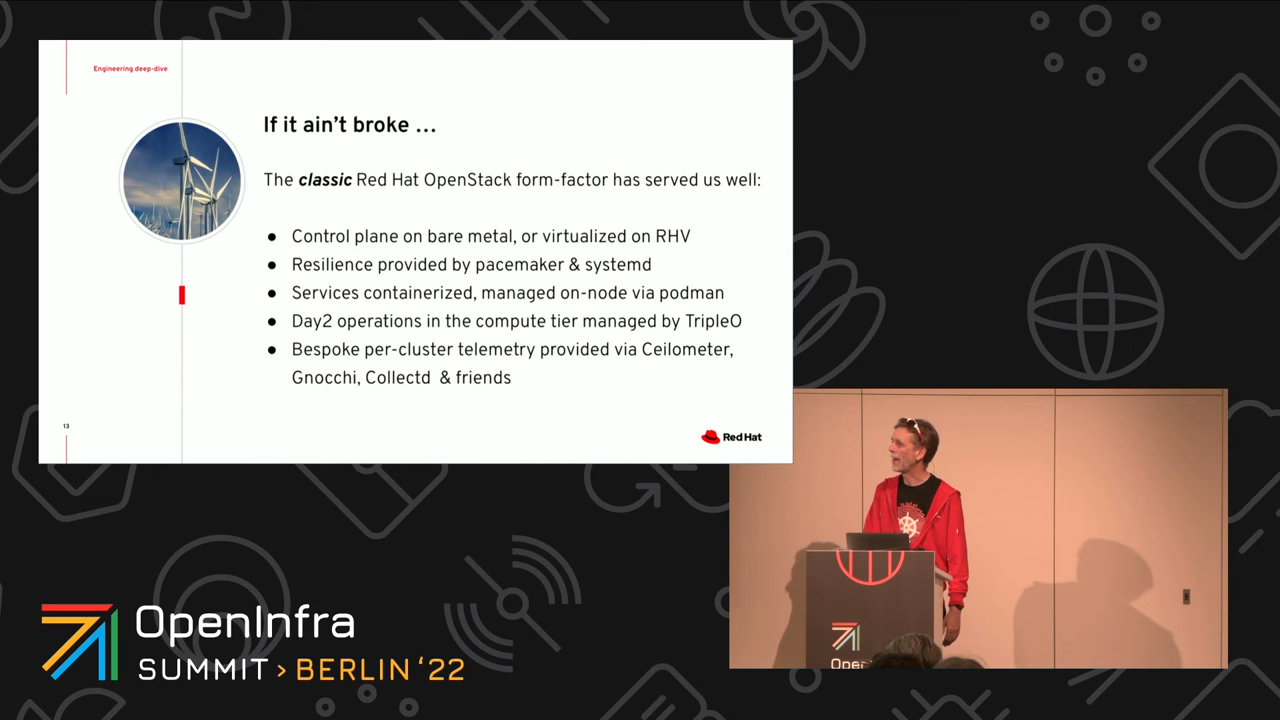 Engineering deep-dive
If it ain't broke …
The classic Red Hat OpenStack form-factor has served us well:
● Control plane on bare metal, or virtualized on RHV
● Resilience provided by pacemaker & systemd
● Services containerized, managed on-node via podman
● Day2 operations in the compute tier managed by TripleO
● Bespoke per-cluster telemetry provided via Ceilometer,
Gnocchi, Collectd & friends
13
Red Hat
OpenInfra
SUMMIT > BERLIN ‘22
Open